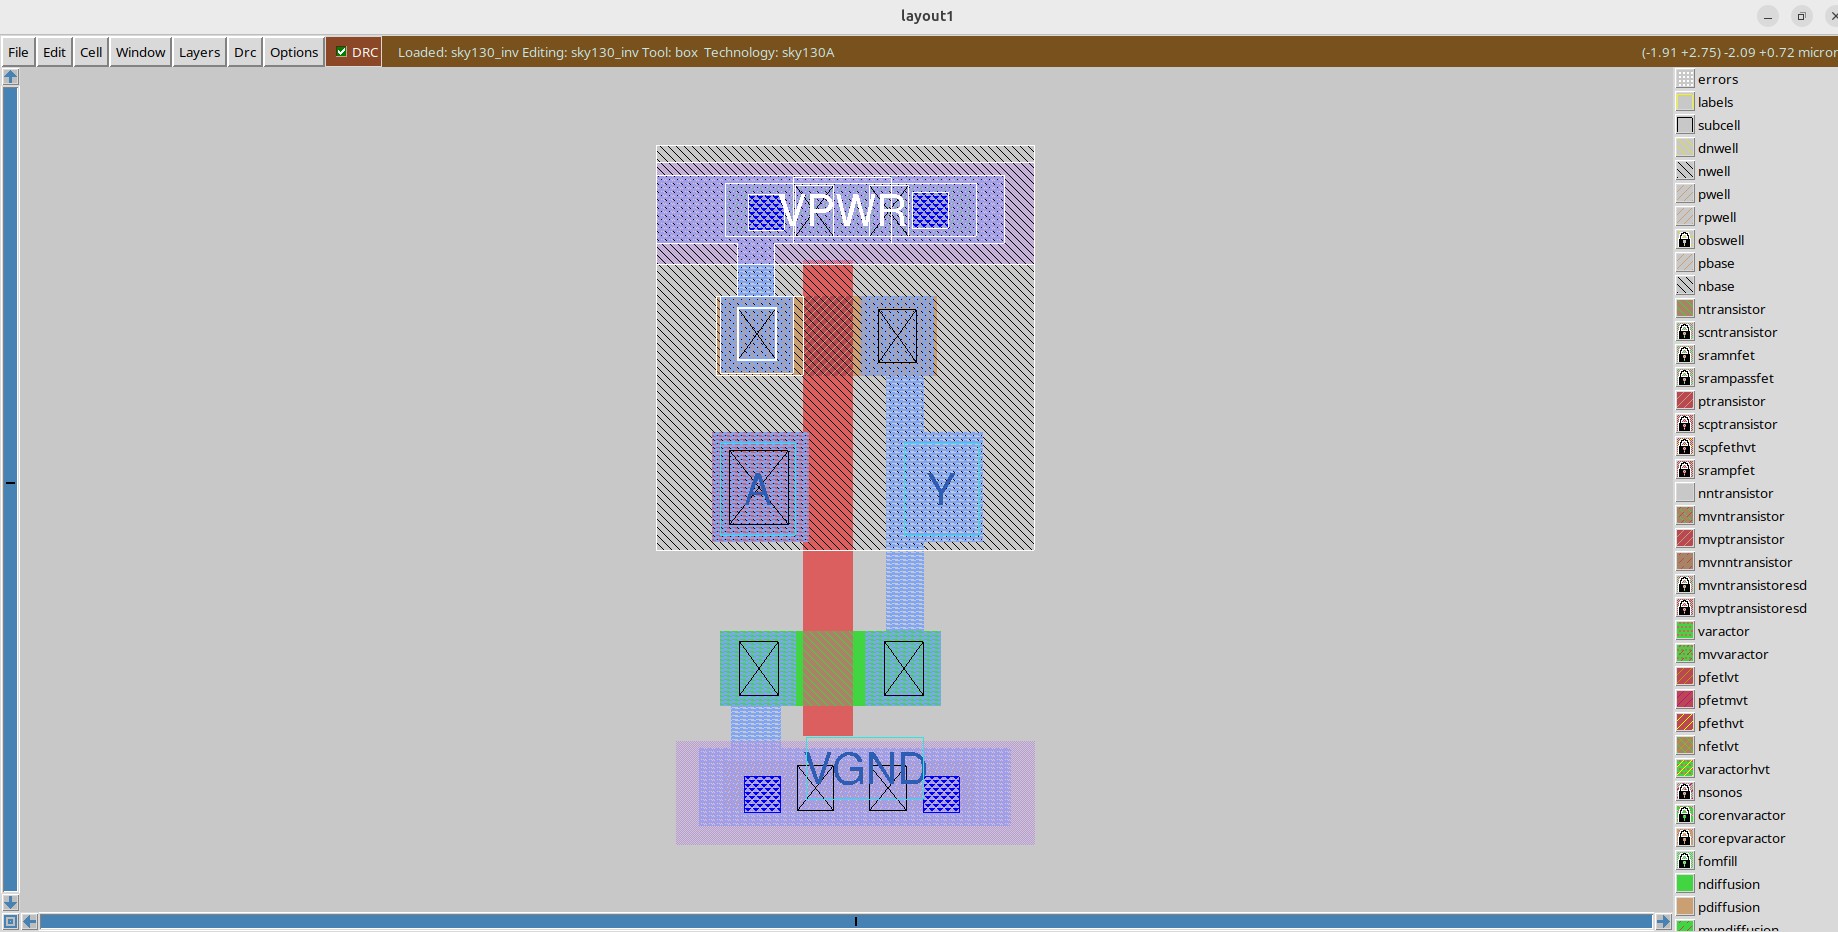 layout1
File Edit Cell Window Layers Drc Options DRC Loaded: sky130_inv Editing: sky130_inv Tool: box Technology: sky130A (-1.91 +2.75) -2.09 +0.72 micror
errors
labels
subcell
dnwell
nwell
pwell
rpwell
obswell
pbase
nbase
ntransistor
scntransistor
sramnfet
srampassfet
ptransistor
scptransistor
scpfethvt
srampfet
nntransistor
mvntransistor
mvptransistor
mvnntransistor
mvntransistoresd
mvptransistoresd
varactor
mvvaractor
pfetlvt
pfetmvt
pfethvt
nfetlvt
varactorhvt
nsonos
corenvaractor
corepvaractor
fomfill
ndiffusion
pdiffusion
mvndiffusion
VPWR
A Y
VGND